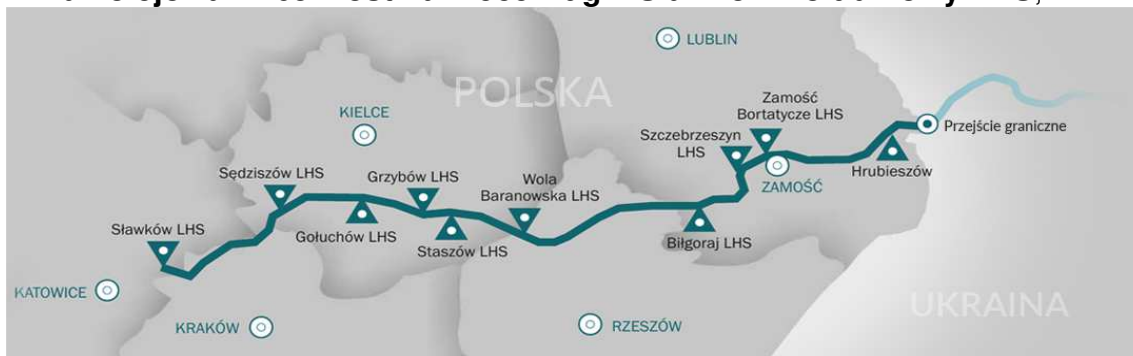 LUBLIN
POLSKA
KIELCE
Zamość
Bortatycze LHS
Szczebrzeszyn
LHS
Przejście graniczne
Sędziszów LHS
Grzybów LHS
Wola
Baranowska LHS
ZAMOŚĆ
Hrubieszów
Sławków LHS
Gołuchów LHS
Staszów LHS
Biłgoraj LHS
KATOWICE
UKRAINA
KRAKÓW
RZESZÓW